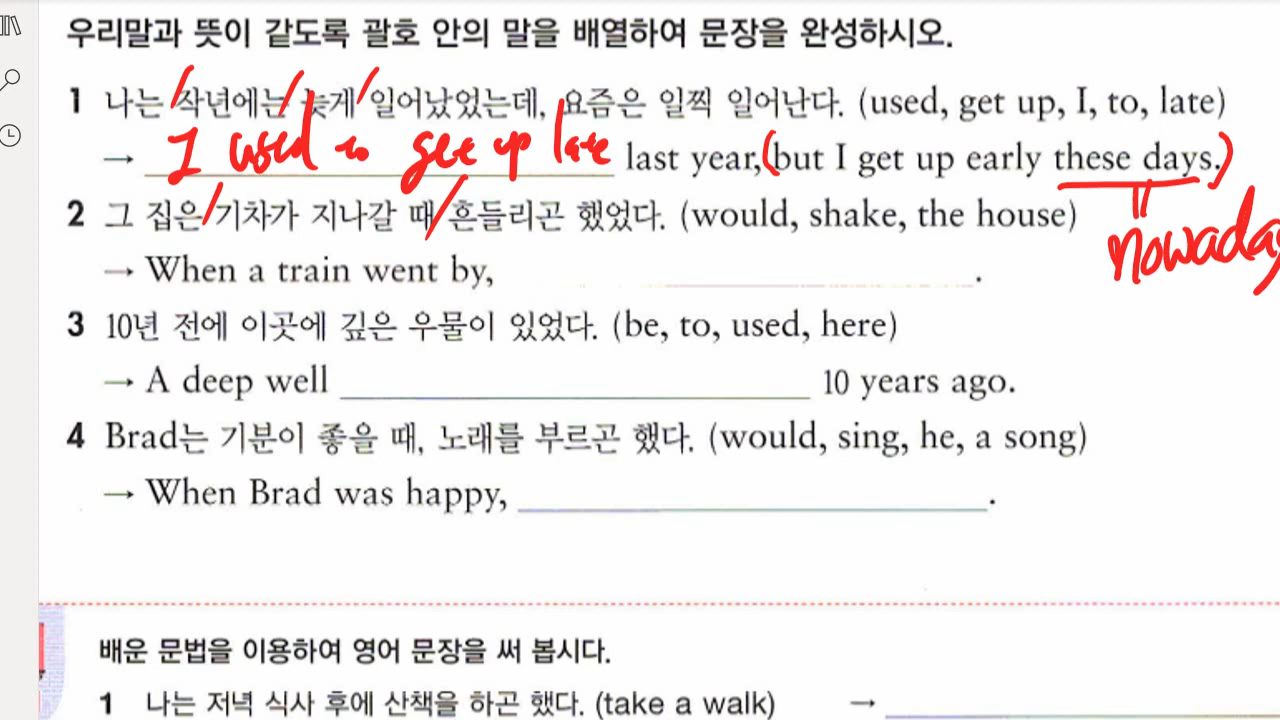 우리말과 뜻이 같도록 괄호 안의 말을 배열하여 문장을 완성하시오.
1 나는 작년에는 늦게 일어났었는데, 요즘은 일찍 일어난다. (used, get up, I, to, late)
→ I used to get up late last year, (but I get up early these days.)
2 그 집은 기차가 지나갈 때 흔들리곤 했었다. (would, shake, the house)
nowaday
→ When a train went by, .
3 10년 전에 이곳에 깊은 우물이 있었다. (be, to, used, here)
→ A deep well 10 years ago.
4 Brad는 기분이 좋을 때, 노래를 부르곤 했다. (would, sing, he, a song)
→ When Brad was happy, .
배운 문법을 이용하여 영어 문장을 써 봅시다.
1 나는 저녁 식사 후에 산책을 하곤 했다. (take a walk) →